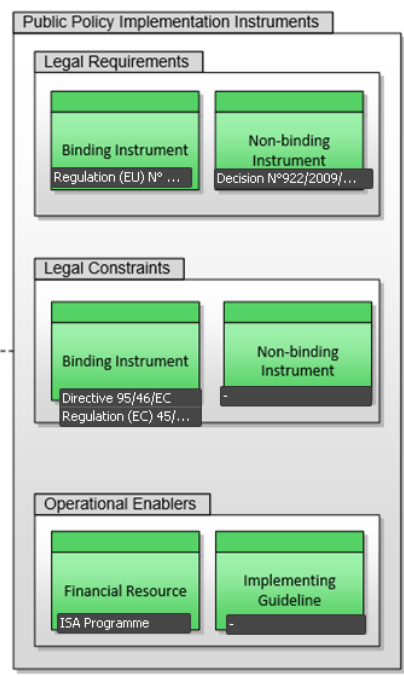 Public Policy Implementation Instruments
Legal Requirements
Binding Instrument
Regulation (EU) N° ...
Non-binding
Instrument
Decision N°922/2009/...
Legal Constraints
Binding Instrument
Directive 95/46/EC
Regulation (EC) 45/...
Non-binding
Instrument
-
Operational Enablers
Financial Resource
ISA Programme
Implementing
Guideline
-